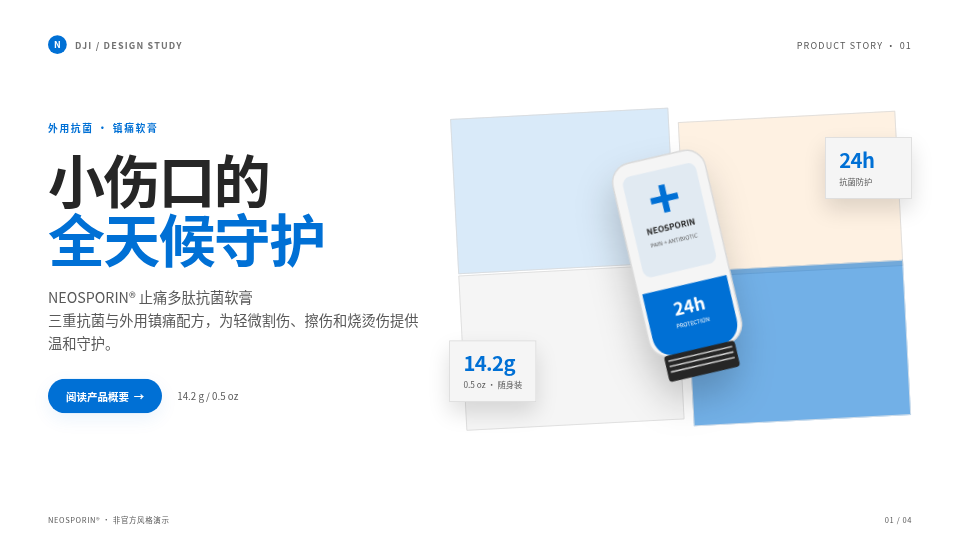 N DJI / DESIGN STUDY
PRODUCT STORY • 01
外用抗菌 • 镇痛软膏
小伤口的
全天候守护
NEOSPORIN® 止痛多肽抗菌软膏
三重抗菌与外用镇痛配方，为轻微割伤、擦伤和烧烫伤提供
温和守护。
阅读产品概要 →
14.2 g / 0.5 oz
24h
抗菌防护
NEOSPORIN
PAIN + ANTIBIOTIC
24h
PROTECTION
14.2g
0.5 oz • 随身装
NEOSPORIN® • 非官方风格演示
01 / 04